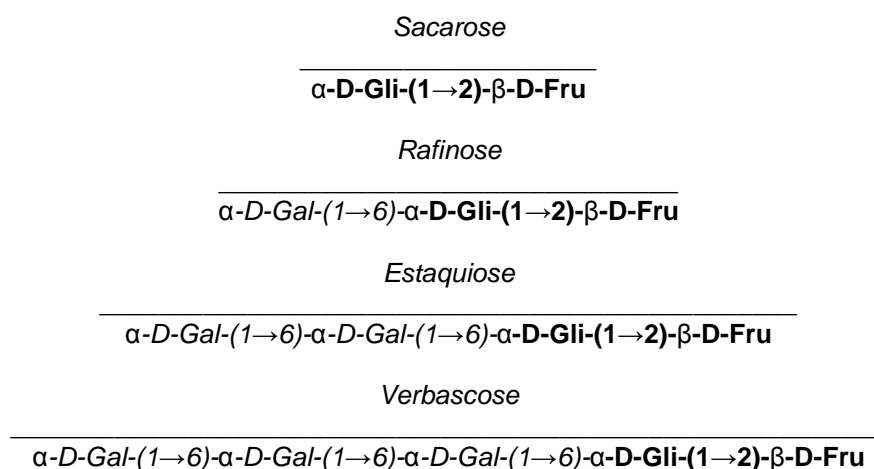 Sacarose
α-D-Gli-(1→2)-β-D-Fru
Rafinose
α-D-Gal-(1→6)-α-D-Gli-(1→2)-β-D-Fru
Estaquiose
α-D-Gal-(1→6)-α-D-Gal-(1→6)-α-D-Gli-(1→2)-β-D-Fru
Verbascose
α-D-Gal-(1→6)-α-D-Gal-(1→6)-α-D-Gal-(1→6)-α-D-Gli-(1→2)-β-D-Fru